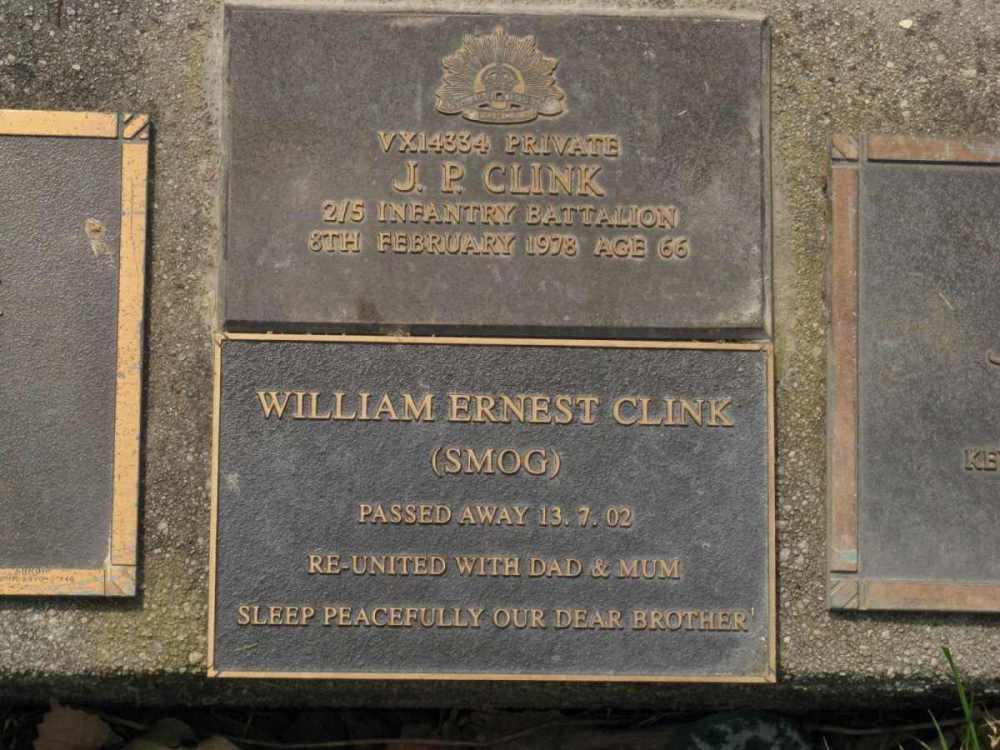 VX14334 PRIVATE
J. P. CLINK
2/5 INFANTRY BATTALION
8TH FEBRUARY 1978 AGE 66
WILLIAM ERNEST CLINK
(SMOG)
PASSED AWAY 13. 7. 02
RE-UNITED WITH DAD & MUM
SLEEP PEACEFULLY OUR DEAR BROTHER